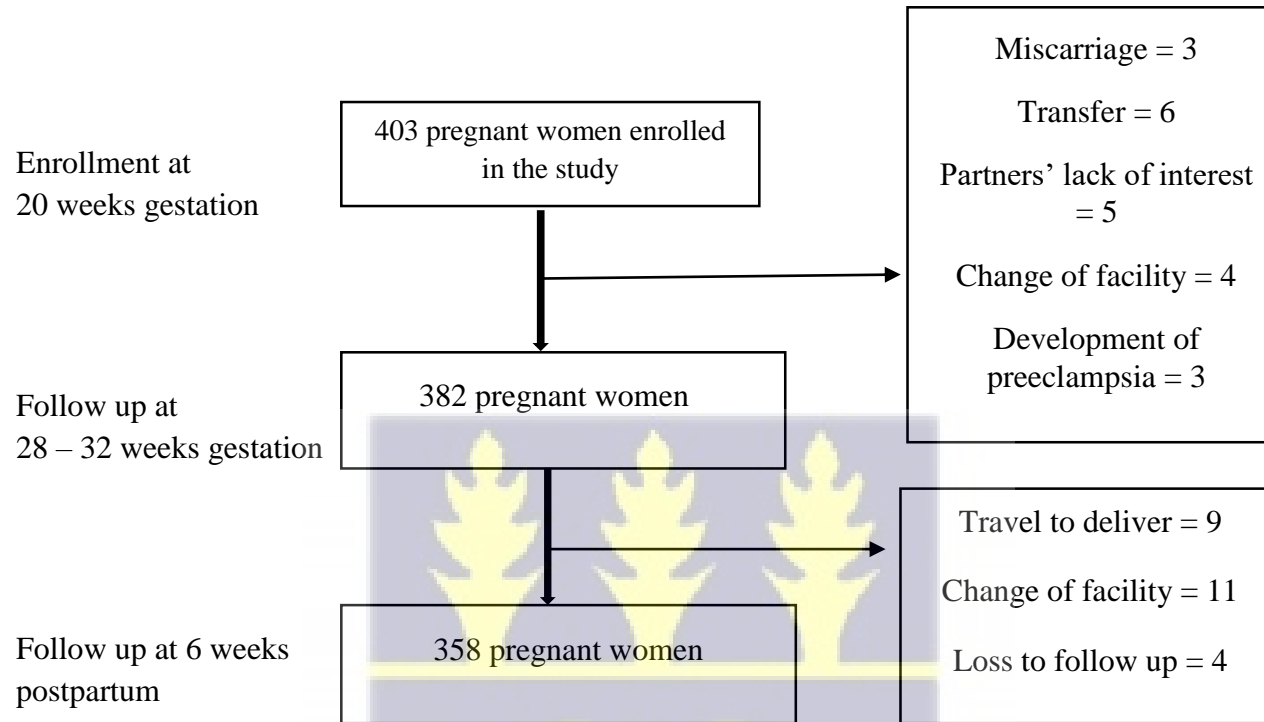 Enrollment at
20 weeks gestation
403 pregnant women enrolled
in the study
Miscarriage = 3
Transfer = 6
Partners’ lack of interest
= 5
Change of facility = 4
Development of
preeclampsia = 3
Follow up at
28 – 32 weeks gestation
382 pregnant women
Travel to deliver = 9
Change of facility = 11
Loss to follow up = 4
Follow up at 6 weeks
postpartum
358 pregnant women